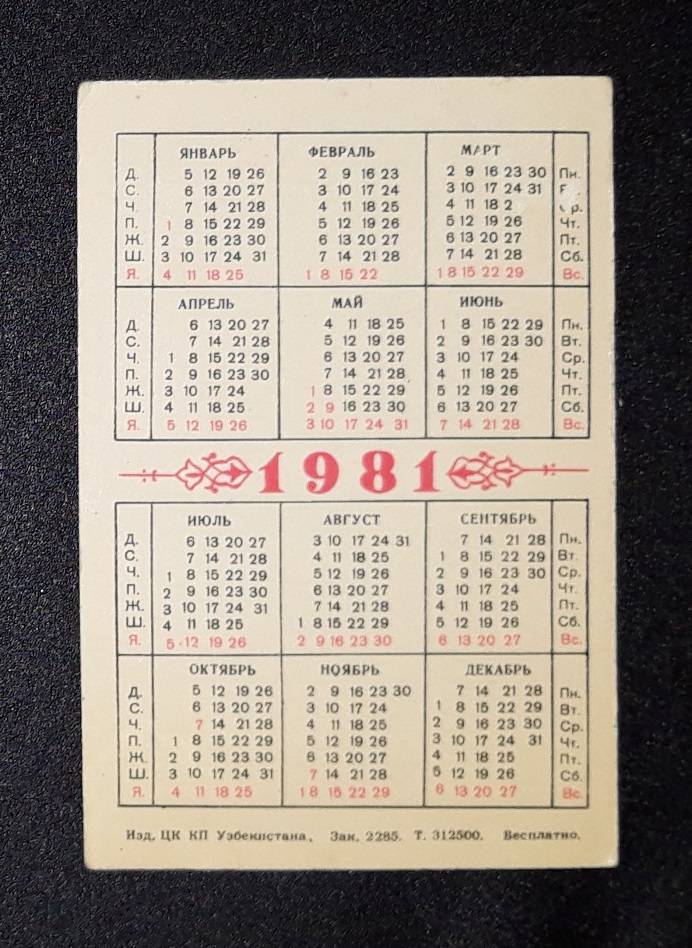 ЯНВАРЬ ФЕВРАЛЬ МАРТ
Д. 5 12 19 26 2 9 16 23 2 9 16 23 30 Пн.
С. 6 13 20 27 3 10 17 24 3 10 17 24 31
Ч. 7 14 21 28 4 11 18 25 4 11 18
П. 1 8 15 22 29 5 12 19 26 5 12 19 26 Чт.
Ж. 2 9 16 23 30 6 13 20 27 6 13 20 27 Пт.
Ш. 3 10 17 24 31 7 14 21 28 7 14 21 28 Сб.
Я. 4 11 18 25 1 8 15 22 1 8 15 22 29 Вс.
АПРЕЛЬ МАЙ ИЮНЬ
Д. 6 13 20 27 4 11 18 25 1 8 15 22 29 Пн.
С. 7 14 21 28 5 12 19 26 2 9 16 23 30 Вт.
Ч. 1 8 15 22 29 6 13 20 27 3 10 17 24 Ср.
П. 2 9 16 23 30 7 14 21 28 4 11 18 25 Чт.
Ж. 3 10 17 24 1 8 15 22 29 5 12 19 26 Пт.
Ш. 4 11 18 25 2 9 16 23 30 6 13 20 27 Сб.
Я. 5 12 19 26 3 10 17 24 31 7 14 21 28 Вс.
1981
ИЮЛЬ АВГУСТ СЕНТЯБРЬ
Д. 6 13 20 27 3 10 17 24 31 7 14 21 28 Пн.
С. 7 14 21 28 4 11 18 25 1 8 15 22 29 Вт.
Ч. 1 8 15 22 29 5 12 19 26 2 9 16 23 30 Ср.
П. 2 9 16 23 30 6 13 20 27 3 10 17 24 Чт.
Ж. 3 10 17 24 31 7 14 21 28 4 11 18 25 Пт.
Ш. 4 11 18 25 1 8 15 22 29 5 12 19 26 Сб.
Я. 5 12 19 26 2 9 16 23 30 6 13 20 27 Вс.
ОКТЯБРЬ НОЯБРЬ ДЕКАБРЬ
Д. 5 12 19 26 2 9 16 23 30 7 14 21 28 Пн.
С. 6 13 20 27 3 10 17 24 1 8 15 22 29 Вт.
Ч. 7 14 21 28 4 11 18 25 2 9 16 23 30 Ср.
П. 1 8 15 22 29 5 12 19 26 3 10 17 24 31 Чт.
Ж. 2 9 16 23 30 6 13 20 27 4 11 18 25 Пт.
Ш. 3 10 17 24 31 7 14 21 28 5 12 19 26 Сб.
Я. 4 11 18 25 1 8 15 22 29 6 13 20 27 Вс.
Изд. ЦК КП Узбекистана. Зак. 2285. Т. 312500. Бесплатно.